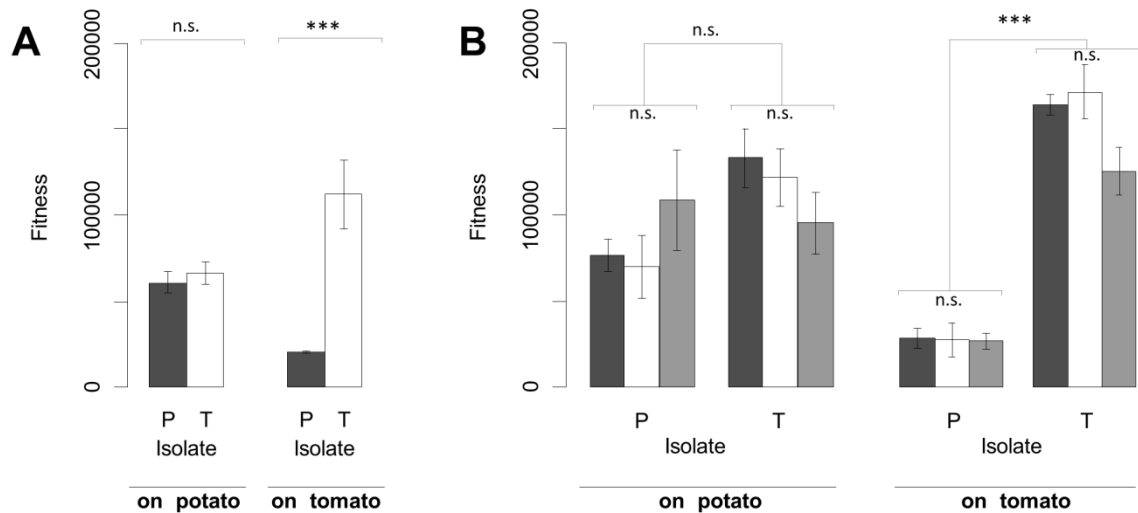 A
n.s.
***
200000
100000
0
Fitness
P T
Isolate
P T
Isolate
on potato
on tomato
B
n.s.
***
n.s.
n.s.
n.s.
n.s.
200000
100000
0
Fitness
P
T
Isolate
P
T
Isolate
on potato
on tomato